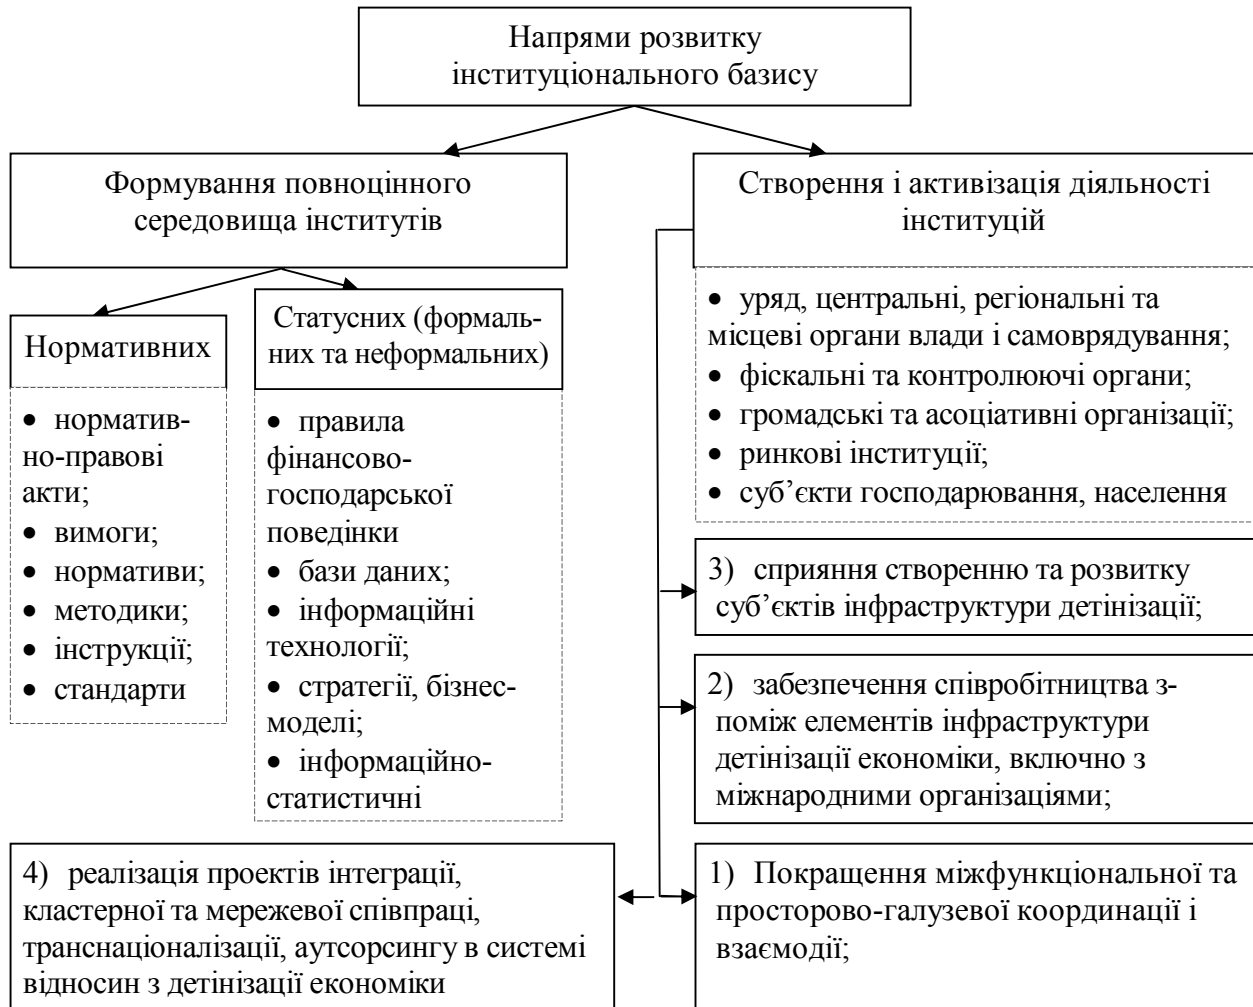 Напрями розвитку
інституціонального базису
Формування повноцінного
середовища інститутів
Створення і активізація діяльності
інституцій
Нормативних
Статусних (формаль-
них та неформальних)
• норматив-
но-правові
акти;
• вимоги;
• нормативи;
• методики;
• інструкції;
• стандарти
• правила
фінансово-
господарської
поведінки
• бази даних;
• інформаційні
технології;
• стратегії, бізнес-
моделі;
• інформаційно-
статистичні
• уряд, центральні, регіональні та
місцеві органи влади і самоврядування;
• фіскальні та контролюючі органи;
• громадські та асоціативні організації;
• ринкові інституції;
• суб’єкти господарювання, населення
3) сприяння створенню та розвитку
суб’єктів інфраструктури детінізації;
2) забезпечення співробітництва з-
поміж елементів інфраструктури
детінізації економіки, включно з
міжнародними організаціями;
4) реалізація проектів інтеграції,
кластерної та мережевої співпраці,
транснаціоналізації, аутсорсингу в системі
відносин з детінізації економіки
1) Покращення міжфункціональної та
просторово-галузевої координації і
взаємодії;